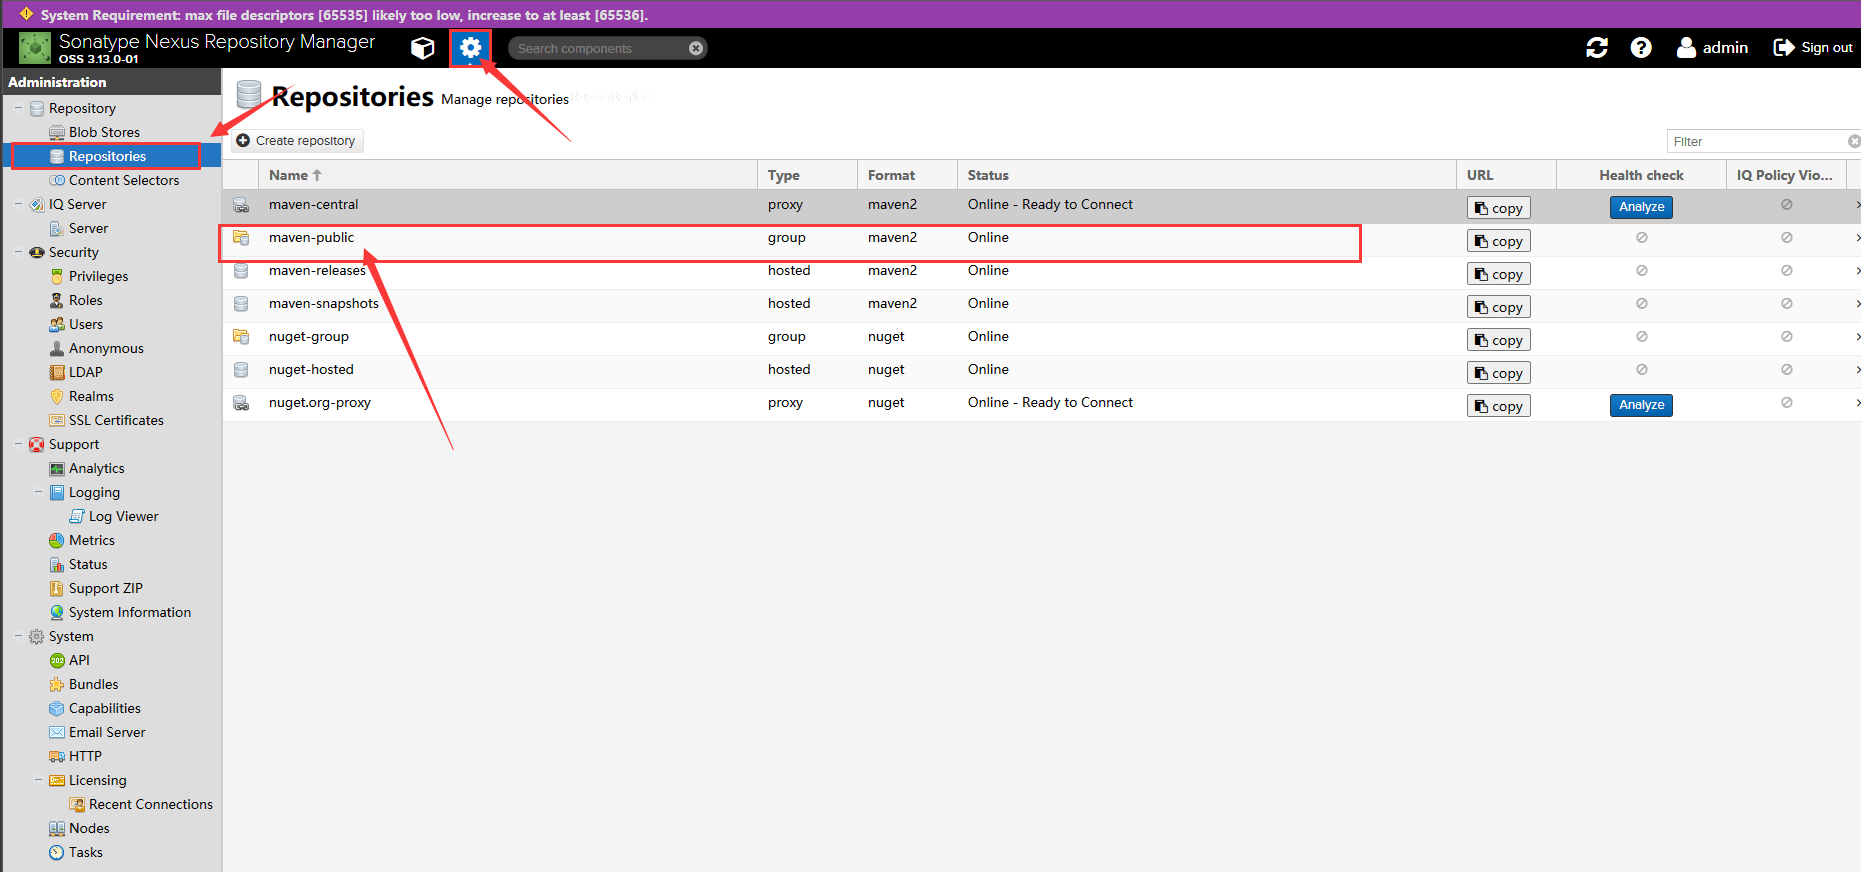 System Requirement: max file descriptors [65535] likely too low, increase to at least [65536].
Sonatype Nexus Repository Manager
OSS 3.13.0-01
Search components
admin
Sign out
Administration
Repository
Blob Stores
Repositories
Content Selectors
IQ Server
Server
Security
Privileges
Roles
Users
Anonymous
LDAP
Realms
SSL Certificates
Support
Analytics
Logging
Log Viewer
Metrics
Status
Support ZIP
System Information
System
API
Bundles
Capabilities
Email Server
HTTP
Licensing
Recent Connections
Nodes
Tasks
Repositories Manage repositories
Create repository
Filter
Name Type Format Status URL Health check IQ Policy Vio...
maven-central proxy maven2 Online - Ready to Connect copy Analyze
maven-public group maven2 Online copy
maven-releases hosted maven2 Online copy
maven-snapshots hosted maven2 Online copy
nuget-group group nuget Online copy
nuget-hosted hosted nuget Online copy
nuget.org-proxy proxy nuget Online - Ready to Connect copy Analyze